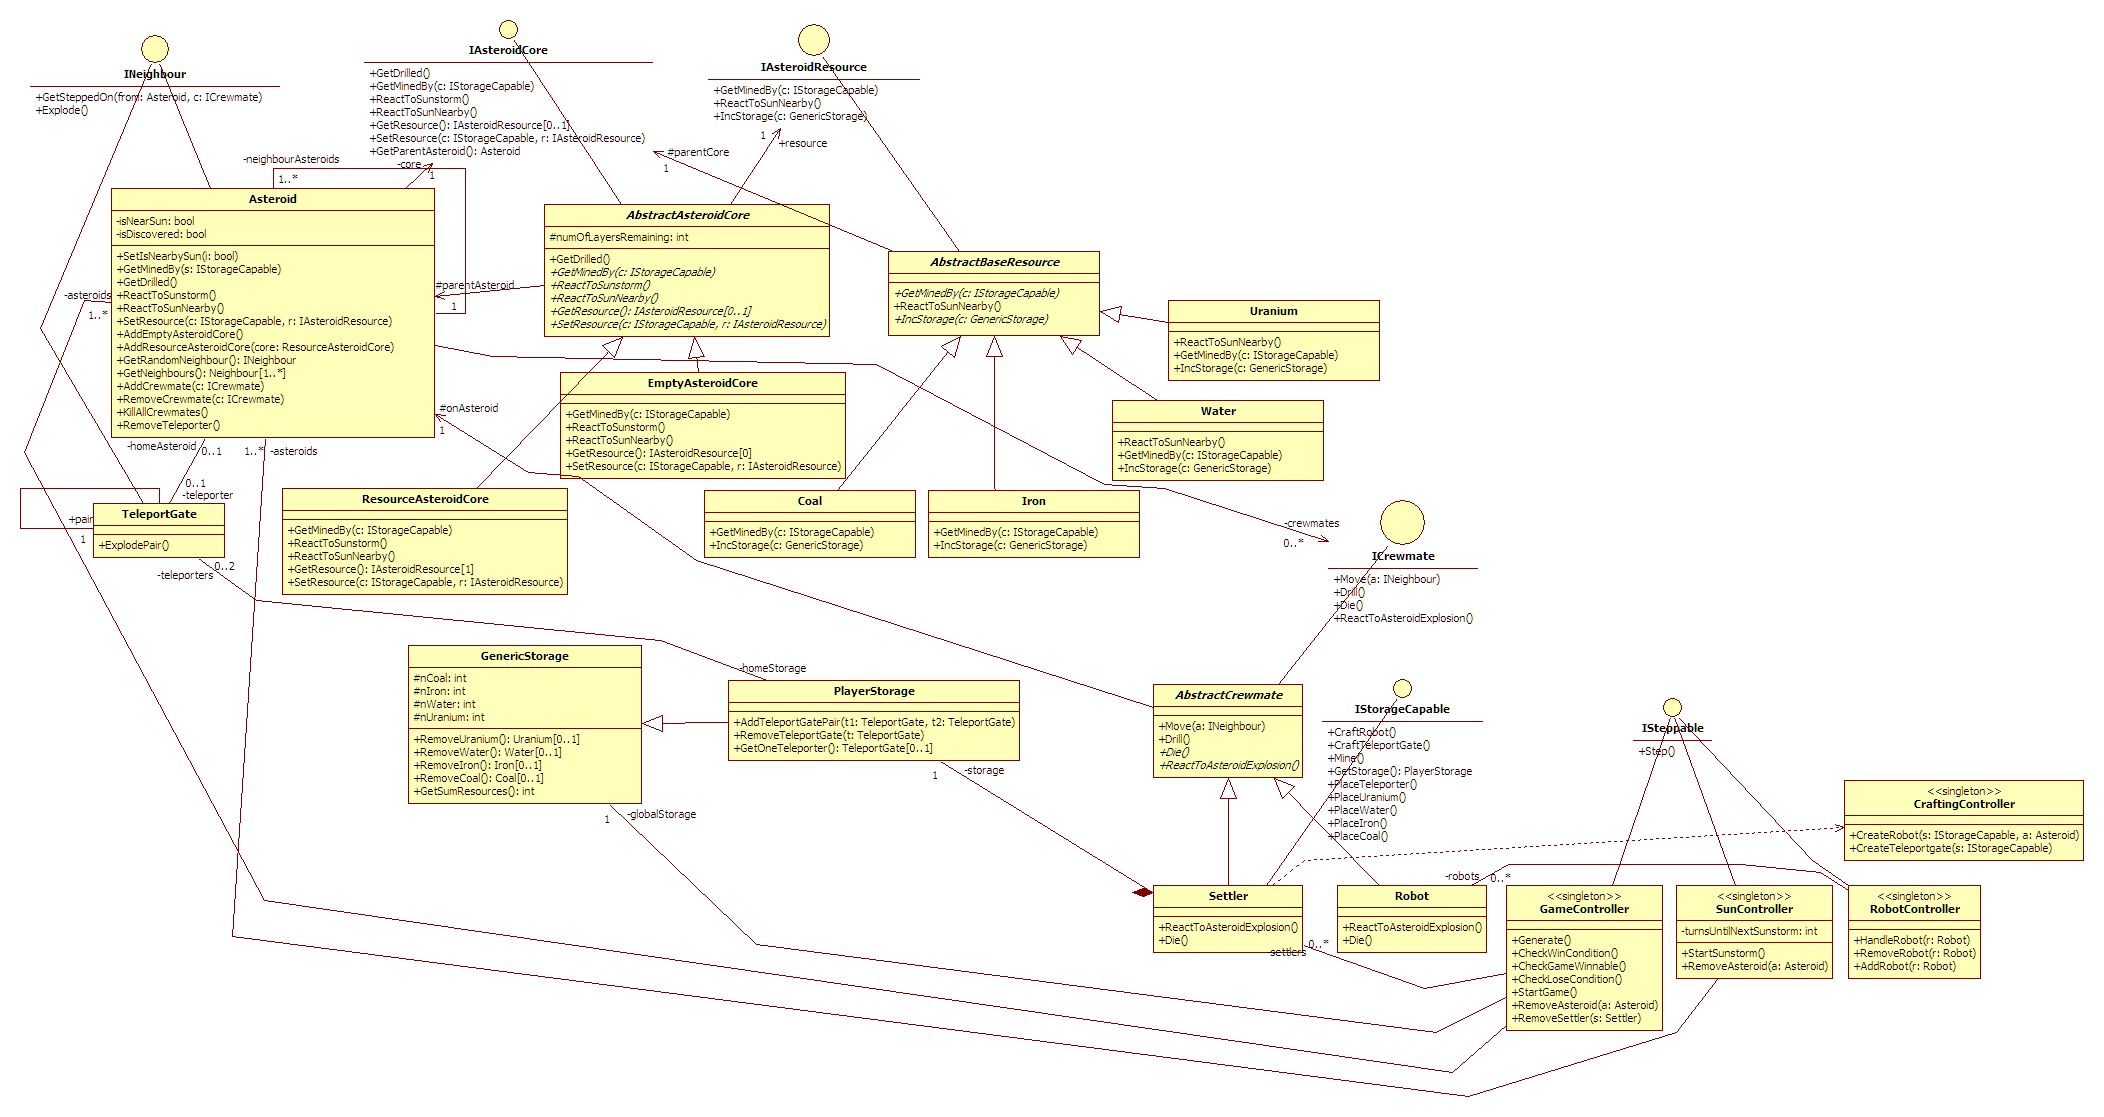 INeighbour
+GetSteppedOn(from: Asteroid, c: ICrewmate)
+Explode()
IAsteroidCore
+GetDrilled()
+GetMinedBy(c: IStorageCapable)
+ReactToSunstorm()
+ReactToSunNearby()
+GetResource(): IAsteroidResource[0..1]
+SetResource(c: IStorageCapable, r: IAsteroidResource)
+GetParentAsteroid(): Asteroid
IAsteroidResource
+GetMinedBy(c: IStorageCapable)
+ReactToSunNearby()
+IncStorage(c: GenericStorage)
1
+resource
#parentCore
1
-neighbourAsteroids
1..*
-core
1
Asteroid
-isNearSun: bool
-isDiscovered: bool
+SetIsNearbySun(i: bool)
+GetMinedBy(s: IStorageCapable)
+GetDrilled()
+ReactToSunstorm()
+ReactToSunNearby()
+SetResource(c: IStorageCapable, r: IAsteroidResource)
+AddEmptyAsteroidCore()
+AddResourceAsteroidCore(core: ResourceAsteroidCore)
+GetRandomNeighbour(): INeighbour
+GetNeighbours(): Neighbour[1..*]
+AddCrewmate(c: ICrewmate)
+RemoveCrewmate(c: ICrewmate)
+KillAllCrewmates()
+RemoveTeleporter()
-asteroids
1..*
#parentAsteroid
1
#onAsteroid
1
AbstractAsteroidCore
#numOfLayersRemaining: int
+GetDrilled()
+GetMinedBy(c: IStorageCapable)
+ReactToSunstorm()
+ReactToSunNearby()
+GetResource(): IAsteroidResource[0..1]
+SetResource(c: IStorageCapable, r: IAsteroidResource)
AbstractBaseResource
+GetMinedBy(c: IStorageCapable)
+ReactToSunNearby()
+IncStorage(c: GenericStorage)
Uranium
+ReactToSunNearby()
+GetMinedBy(c: IStorageCapable)
+IncStorage(c: GenericStorage)
EmptyAsteroidCore
+GetMinedBy(c: IStorageCapable)
+ReactToSunstorm()
+ReactToSunNearby()
+GetResource(): IAsteroidResource[0]
+SetResource(c: IStorageCapable, r: IAsteroidResource)
Water
+ReactToSunNearby()
+GetMinedBy(c: IStorageCapable)
+IncStorage(c: GenericStorage)
-homeAsteroid
0..1
1..*
-asteroids
0..1
-teleporter
+pair
1
TeleportGate
+ExplodePair()
-teleporters
0..2
ResourceAsteroidCore
+GetMinedBy(c: IStorageCapable)
+ReactToSunstorm()
+ReactToSunNearby()
+GetResource(): IAsteroidResource[1]
+SetResource(c: IStorageCapable, r: IAsteroidResource)
Coal
+GetMinedBy(c: IStorageCapable)
+IncStorage(c: GenericStorage)
Iron
+GetMinedBy(c: IStorageCapable)
+IncStorage(c: GenericStorage)
-crewmates
0..*
ICrewmate
+Move(a: INeighbour)
+Drill()
+Die()
+ReactToAsteroidExplosion()
GenericStorage
#nCoal: int
#nIron: int
#nWater: int
#nUranium: int
+RemoveUranium(): Uranium[0..1]
+RemoveWater(): Water[0..1]
+RemoveIron(): Iron[0..1]
+RemoveCoal(): Coal[0..1]
+GetSumResources(): int
1
-globalStorage
-homeStorage
PlayerStorage
+AddTeleportGatePair(t1: TeleportGate, t2: TeleportGate)
+RemoveTeleportGate(t: TeleportGate)
+GetOneTeleporter(): TeleportGate[0..1]
1
-storage
AbstractCrewmate
+Move(a: INeighbour)
+Drill()
+Die()
+ReactToAsteroidExplosion()
IStorageCapable
+CraftRobot()
+CraftTeleportGate()
+Mine()
+GetStorage(): PlayerStorage
+PlaceTeleporter()
+PlaceUranium()
+PlaceWater()
+PlaceIron()
+PlaceCoal()
ISteppable
+Step()
<<singleton>>
CraftingController
+CreateRobot(s: IStorageCapable, a: Asteroid)
+CreateTeleportgate(s: IStorageCapable)
Settler
+ReactToAsteroidExplosion()
+Die()
-settlers
0..*
Robot
+ReactToAsteroidExplosion()
+Die()
-robots
0..*
<<singleton>>
GameController
+Generate()
+CheckWinCondition()
+CheckGameWinnable()
+CheckLoseCondition()
+StartGame()
+RemoveAsteroid(a: Asteroid)
+RemoveSettler(s: Settler)
<<singleton>>
SunController
-turnsUntilNextSunstorm: int
+StartSunstorm()
+RemoveAsteroid(a: Asteroid)
<<singleton>>
RobotController
+HandleRobot(r: Robot)
+RemoveRobot(r: Robot)
+AddRobot(r: Robot)